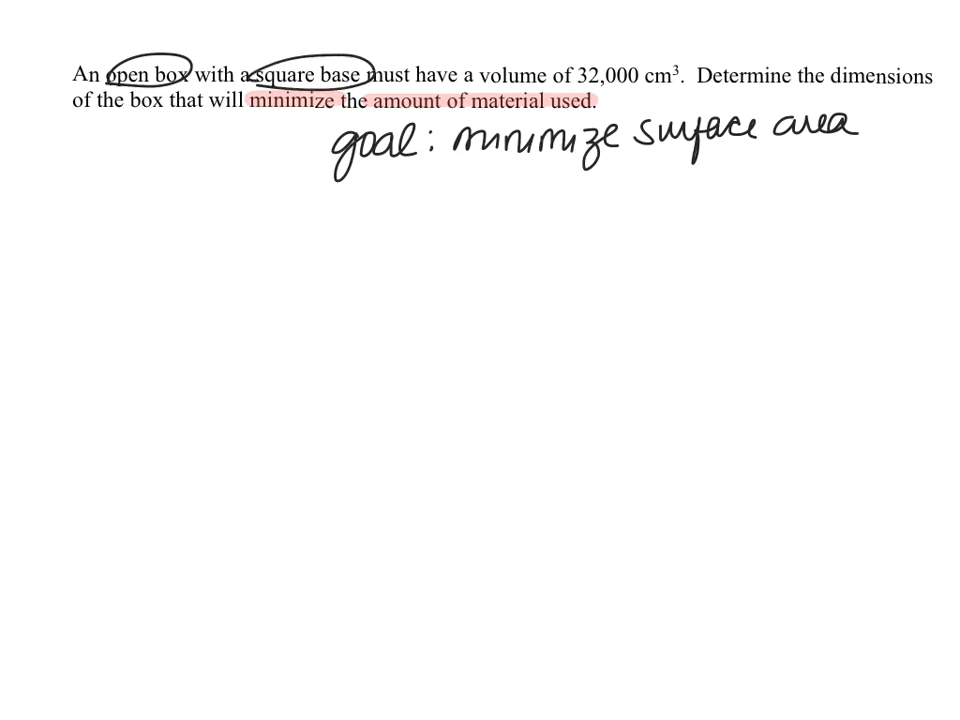 An open box with a square base must have a volume of 32,000 cm³. Determine the dimensions
of the box that will minimize the amount of material used.
goal: minimize surface area